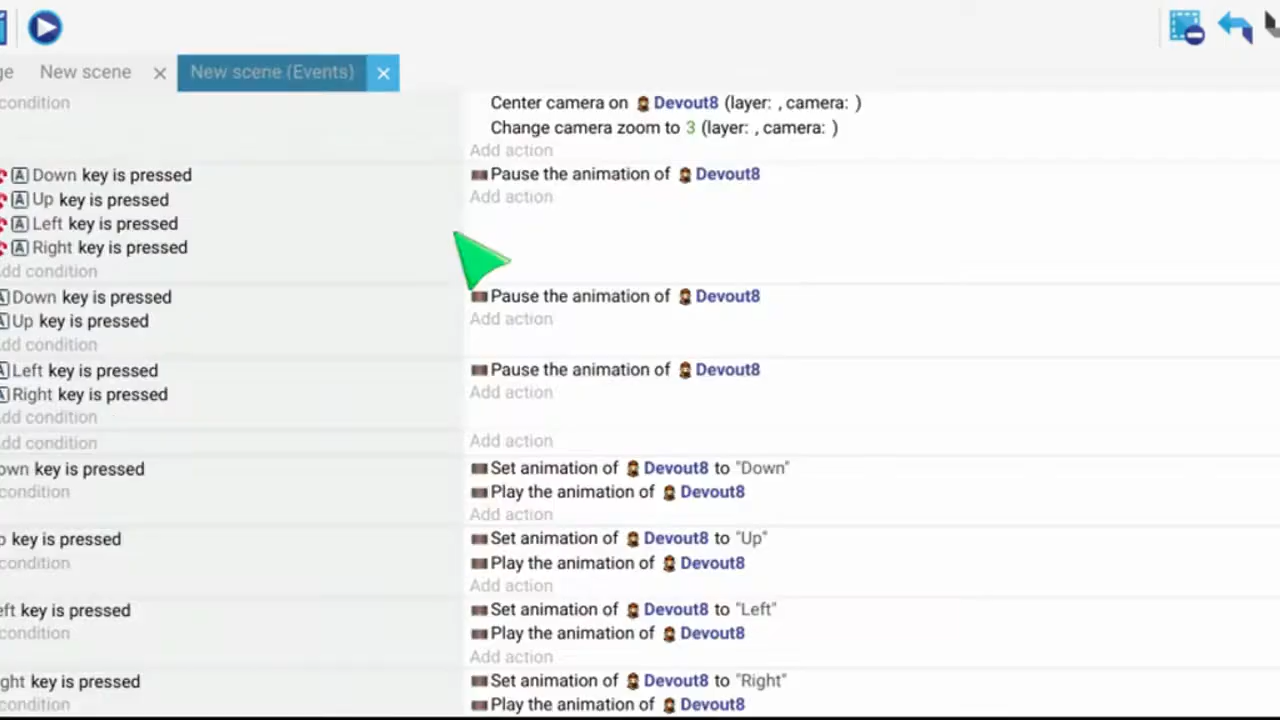 ge New scene × New scene (Events) ×
condition
Center camera on Devout8 (layer: , camera: )
Change camera zoom to 3 (layer: , camera: )
Add action
A Down key is pressed
A Up key is pressed
A Left key is pressed
A Right key is pressed
dd condition
Pause the animation of Devout8
Add action
A Down key is pressed
A Up key is pressed
dd condition
Pause the animation of Devout8
Add action
A Left key is pressed
A Right key is pressed
dd condition
Pause the animation of Devout8
Add action
dd condition
Add action
own key is pressed
condition
Set animation of Devout8 to "Down"
Play the animation of Devout8
Add action
p key is pressed
condition
Set animation of Devout8 to "Up"
Play the animation of Devout8
Add action
eft key is pressed
condition
Set animation of Devout8 to "Left"
Play the animation of Devout8
Add action
ght key is pressed
condition
Set animation of Devout8 to "Right"
Play the animation of Devout8